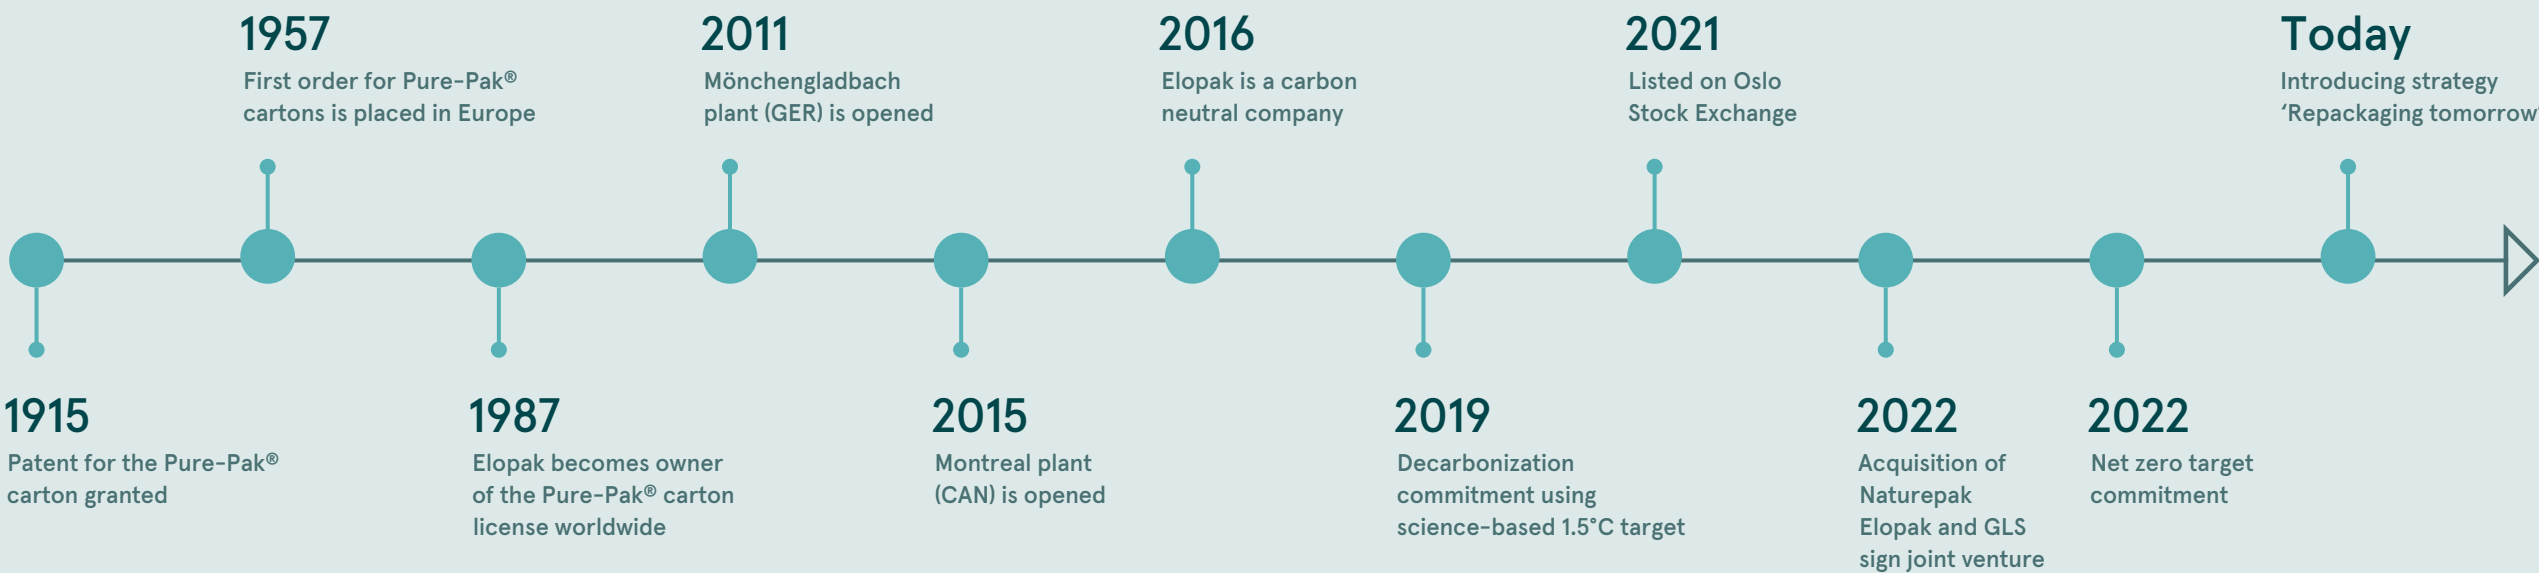 1957
First order for Pure-Pak®
cartons is placed in Europe
2011
Mönchengladbach
plant (GER) is opened
2016
Elopak is a carbon
neutral company
2021
Listed on Oslo
Stock Exchange
Today
Introducing strategy
‘Repackaging tomorrow’
1915
Patent for the Pure-Pak®
carton granted
1987
Elopak becomes owner
of the Pure-Pak® carton
license worldwide
2015
Montreal plant
(CAN) is opened
2019
Decarbonization
commitment using
science-based 1.5°C target
2022
Acquisition of
Naturepak
Elopak and GLS
sign joint venture
2022
Net zero target
commitment